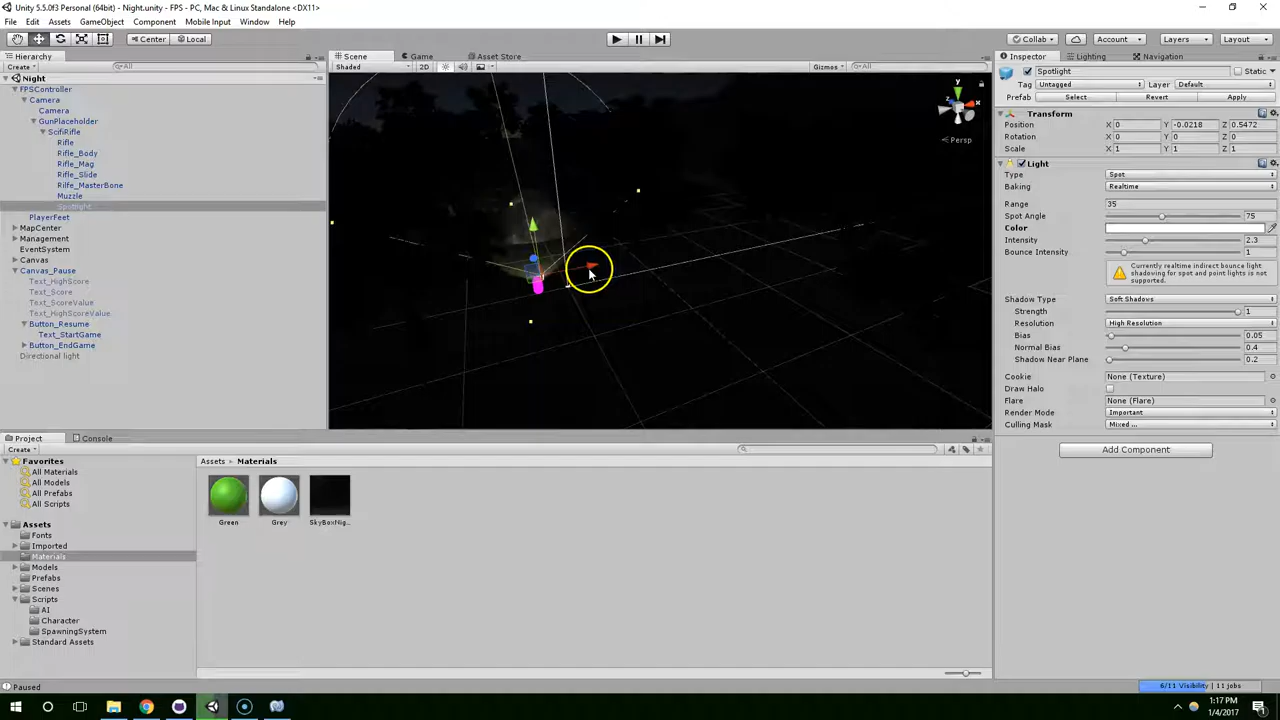 Unity 5.5.0f3 Personal (64bit) - Night.unity - FPS - PC, Mac & Linux Standalone <DX11>
File Edit Assets GameObject Component Mobile Input Window Help
Center Local Collab Account Layers Layout
Hierarchy
Create All
Night
FPSController
Camera
Camera
GunPlaceholder
ScifiRifle
Rifle
Rifle_Body
Rifle_Mag
Rifle_Slide
Rilfe_MasterBone
Muzzle
Spotlight
PlayerFeet
MapCenter
Management
EventSystem
Canvas
Canvas_Pause
Text_HighScore
Text_Score
Text_ScoreValue
Text_HighScoreValue
Button_Resume
Text_StartGame
Button_EndGame
Directional light
Scene Game Asset Store
Shaded 2D Gizmos All
y
x
z
Persp
Inspector Lighting Navigation
Spotlight Static
Tag Untagged Layer Default
Prefab Select Revert Apply
Transform
Position X 0 Y -0.0218 Z 0.5472
Rotation X 0 Y 0 Z 0
Scale X 1 Y 1 Z 1
Light
Type Spot
Baking Realtime
Range 35
Spot Angle 75
Color
Intensity 2.3
Bounce Intensity 1
Currently realtime indirect bounce light shadowing for spot and point lights is not supported.
Shadow Type Soft Shadows
Strength 1
Resolution High Resolution
Bias 0.05
Normal Bias 0.4
Shadow Near Plane 0.2
Cookie None (Texture)
Draw Halo
Flare None (Flare)
Render Mode Important
Culling Mask Mixed ...
Add Component
Project Console
Create
Favorites
All Materials
All Models
All Prefabs
All Scripts
Assets
Fonts
Imported
Materials
Models
Prefabs
Scenes
Scripts
AI
Character
SpawningSystem
Standard Assets
Assets Materials
Green Grey SkyBoxNig...
Paused
6/11 Visibility | 11 jobs
1:17 PM
1/4/2017